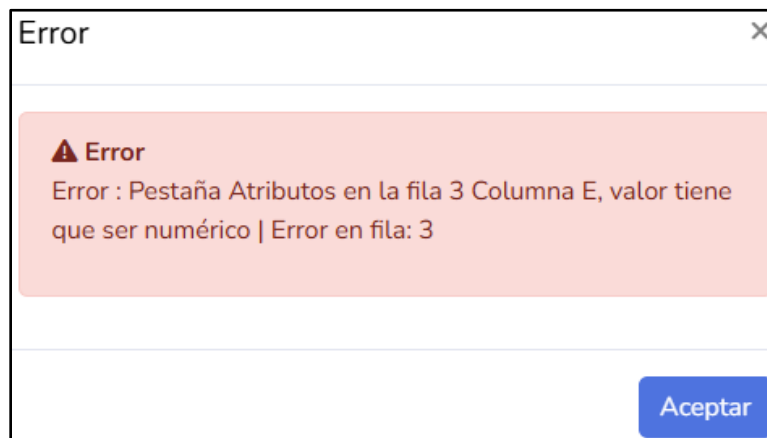 Error
Error
Error : Pestaña Atributos en la fila 3 Columna E, valor tiene
que ser numérico | Error en fila: 3
Aceptar